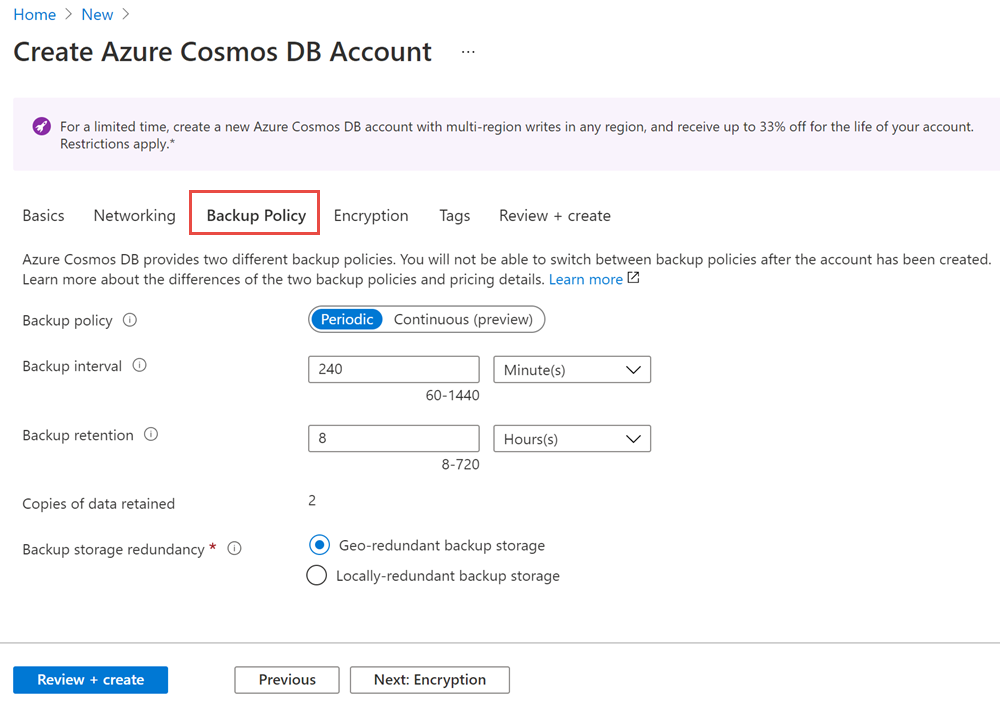 Home > New >
Create Azure Cosmos DB Account ...
For a limited time, create a new Azure Cosmos DB account with multi-region writes in any region, and receive up to 33% off for the life of your account.
Restrictions apply.*
Basics Networking Backup Policy Encryption Tags Review + create
Azure Cosmos DB provides two different backup policies. You will not be able to switch between backup policies after the account has been created.
Learn more about the differences of the two backup policies and pricing details. Learn more
Backup policy Periodic Continuous (preview)
Backup interval 240 Minute(s)
60-1440
Backup retention 8 Hours(s)
8-720
Copies of data retained 2
Backup storage redundancy * Geo-redundant backup storage
Locally-redundant backup storage
Review + create Previous Next: Encryption